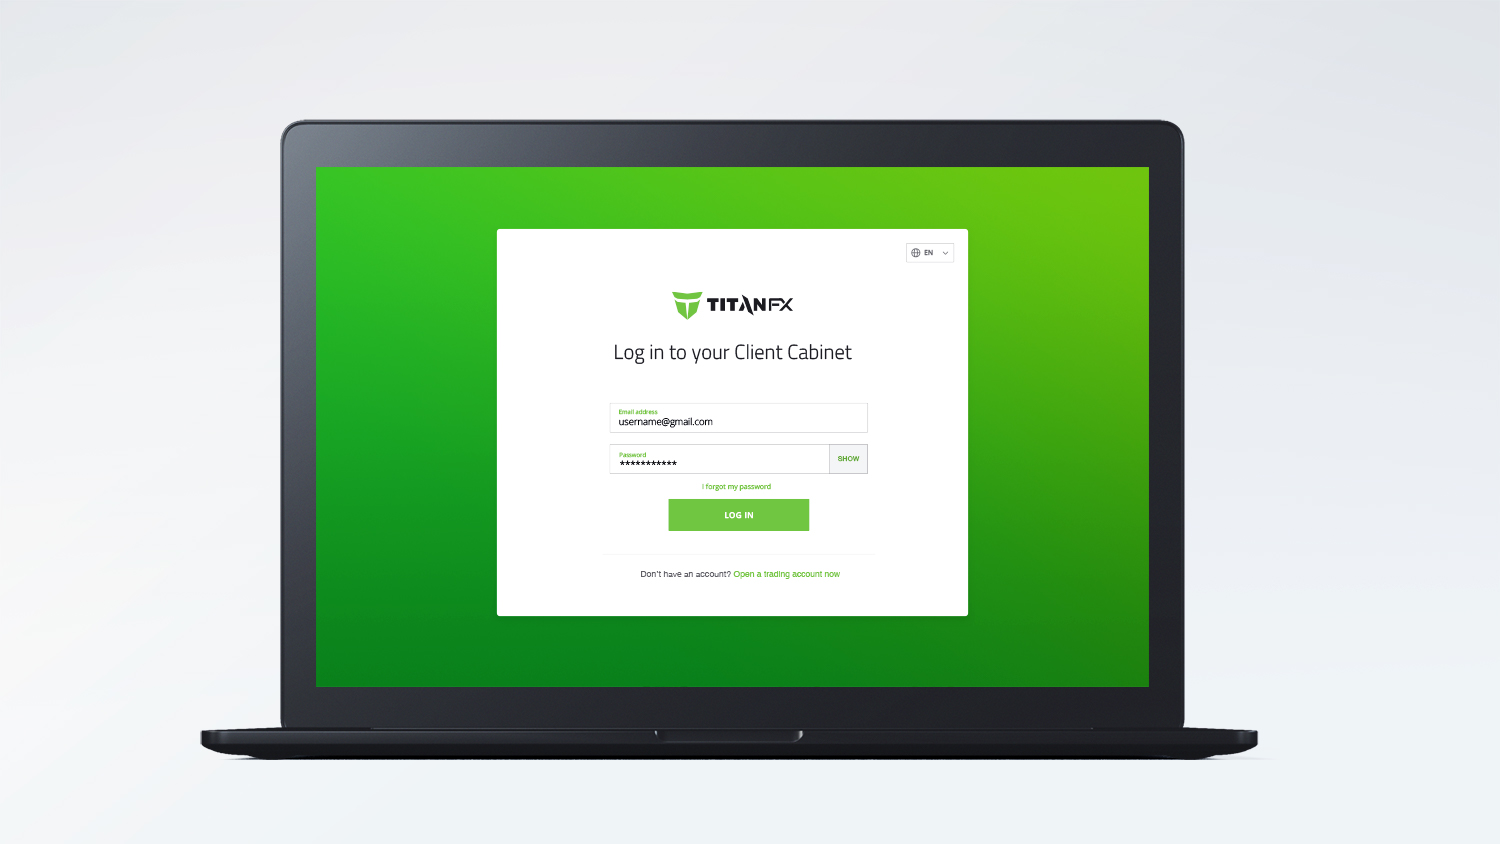 EN
TITANFX
Log in to your Client Cabinet
Email address
username@gmail.com
Password
***********
SHOW
I forgot my password
LOG IN
Don't have an account? Open a trading account now